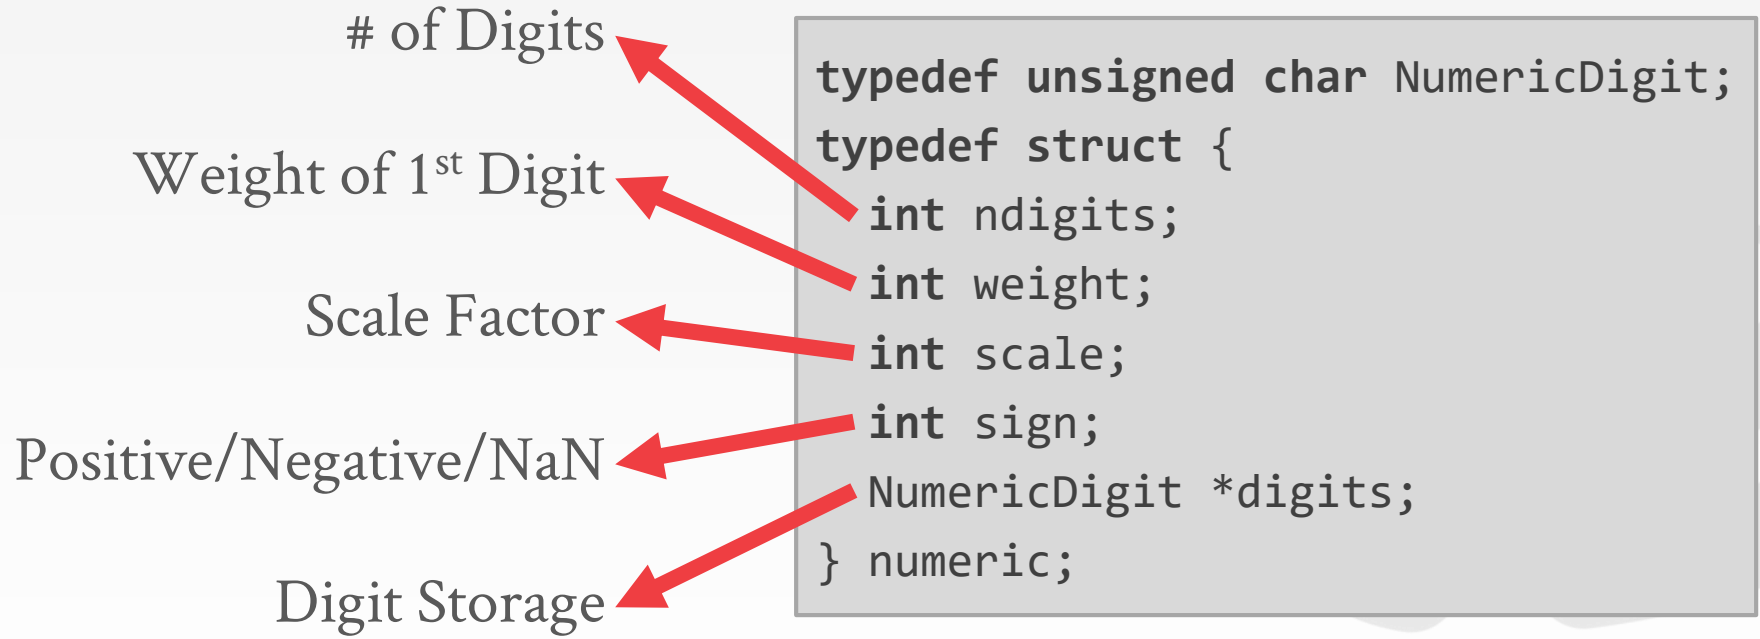 # of Digits
Weight of 1st Digit
Scale Factor
Positive/Negative/NaN
Digit Storage
typedef unsigned char NumericDigit;
typedef struct {
  int ndigits;
  int weight;
  int scale;
  int sign;
  NumericDigit *digits;
} numeric;